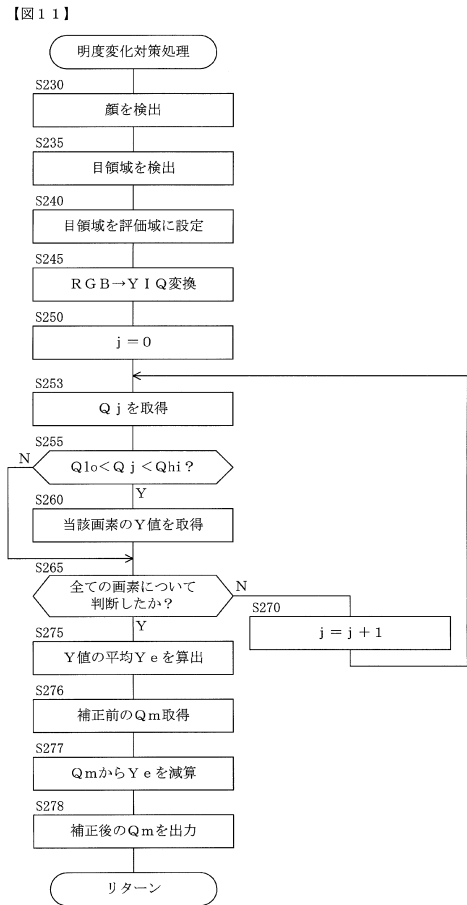 【図１１】
明度変化対策処理
S230
顔を検出
S235
目領域を検出
S240
目領域を評価域に設定
S245
ＲＧＢ→ＹＩＱ変換
S250
ｊ＝０
S253
Ｑｊを取得
S255
Qlo＜Ｑｊ＜Qhi？
N
Y
S260
当該画素のＹ値を取得
S265
全ての画素について
判断したか？
N
Y
S270
ｊ＝ｊ＋１
S275
Ｙ値の平均Ｙｅを算出
S276
補正前のＱｍ取得
S277
ＱｍからＹｅを減算
S278
補正後のＱｍを出力
リターン